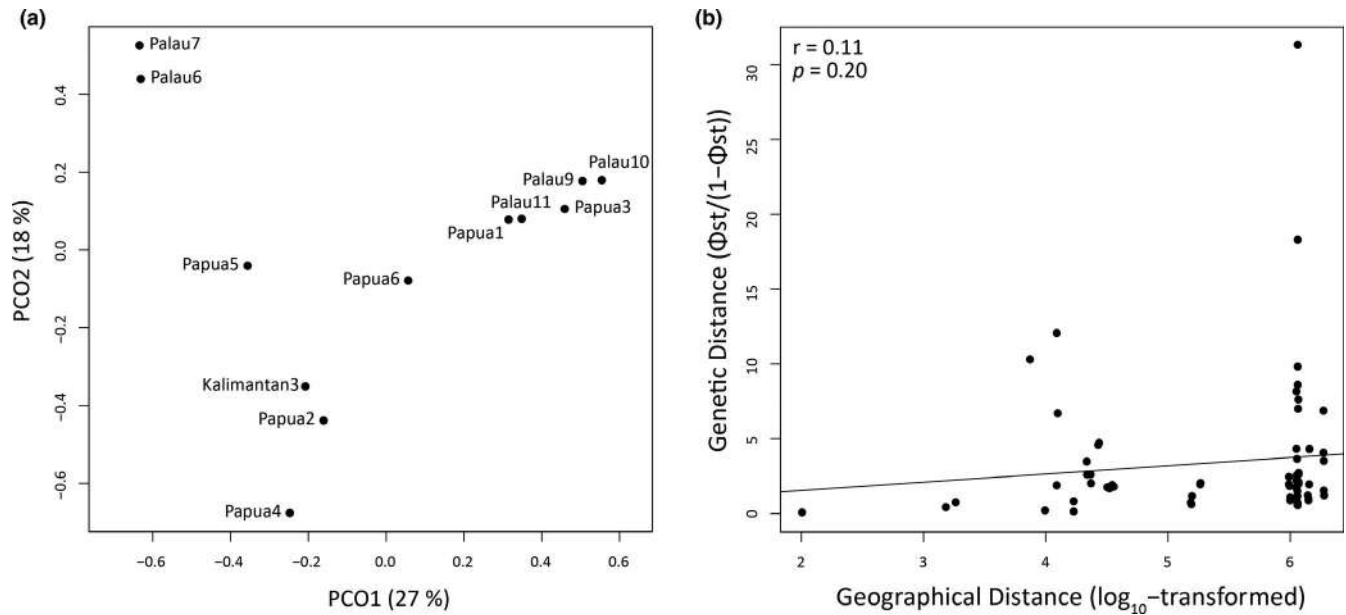 (a)
Palau7
Palau6
Palau10
Palau9
Palau11
Papua3
Papua1
Papua5
Papua6
Kalimantan3
Papua2
Papua4
0.4
0.2
0.0
−0.2
−0.4
−0.6
PCO2 (18 %)
−0.6 −0.4 −0.2 0.0 0.2 0.4 0.6
PCO1 (27 %)
(b)
r = 0.11
p = 0.20
30
25
20
15
10
5
0
Genetic Distance (Φst/(1−Φst))
2 3 4 5 6
Geographical Distance (log10−transformed)